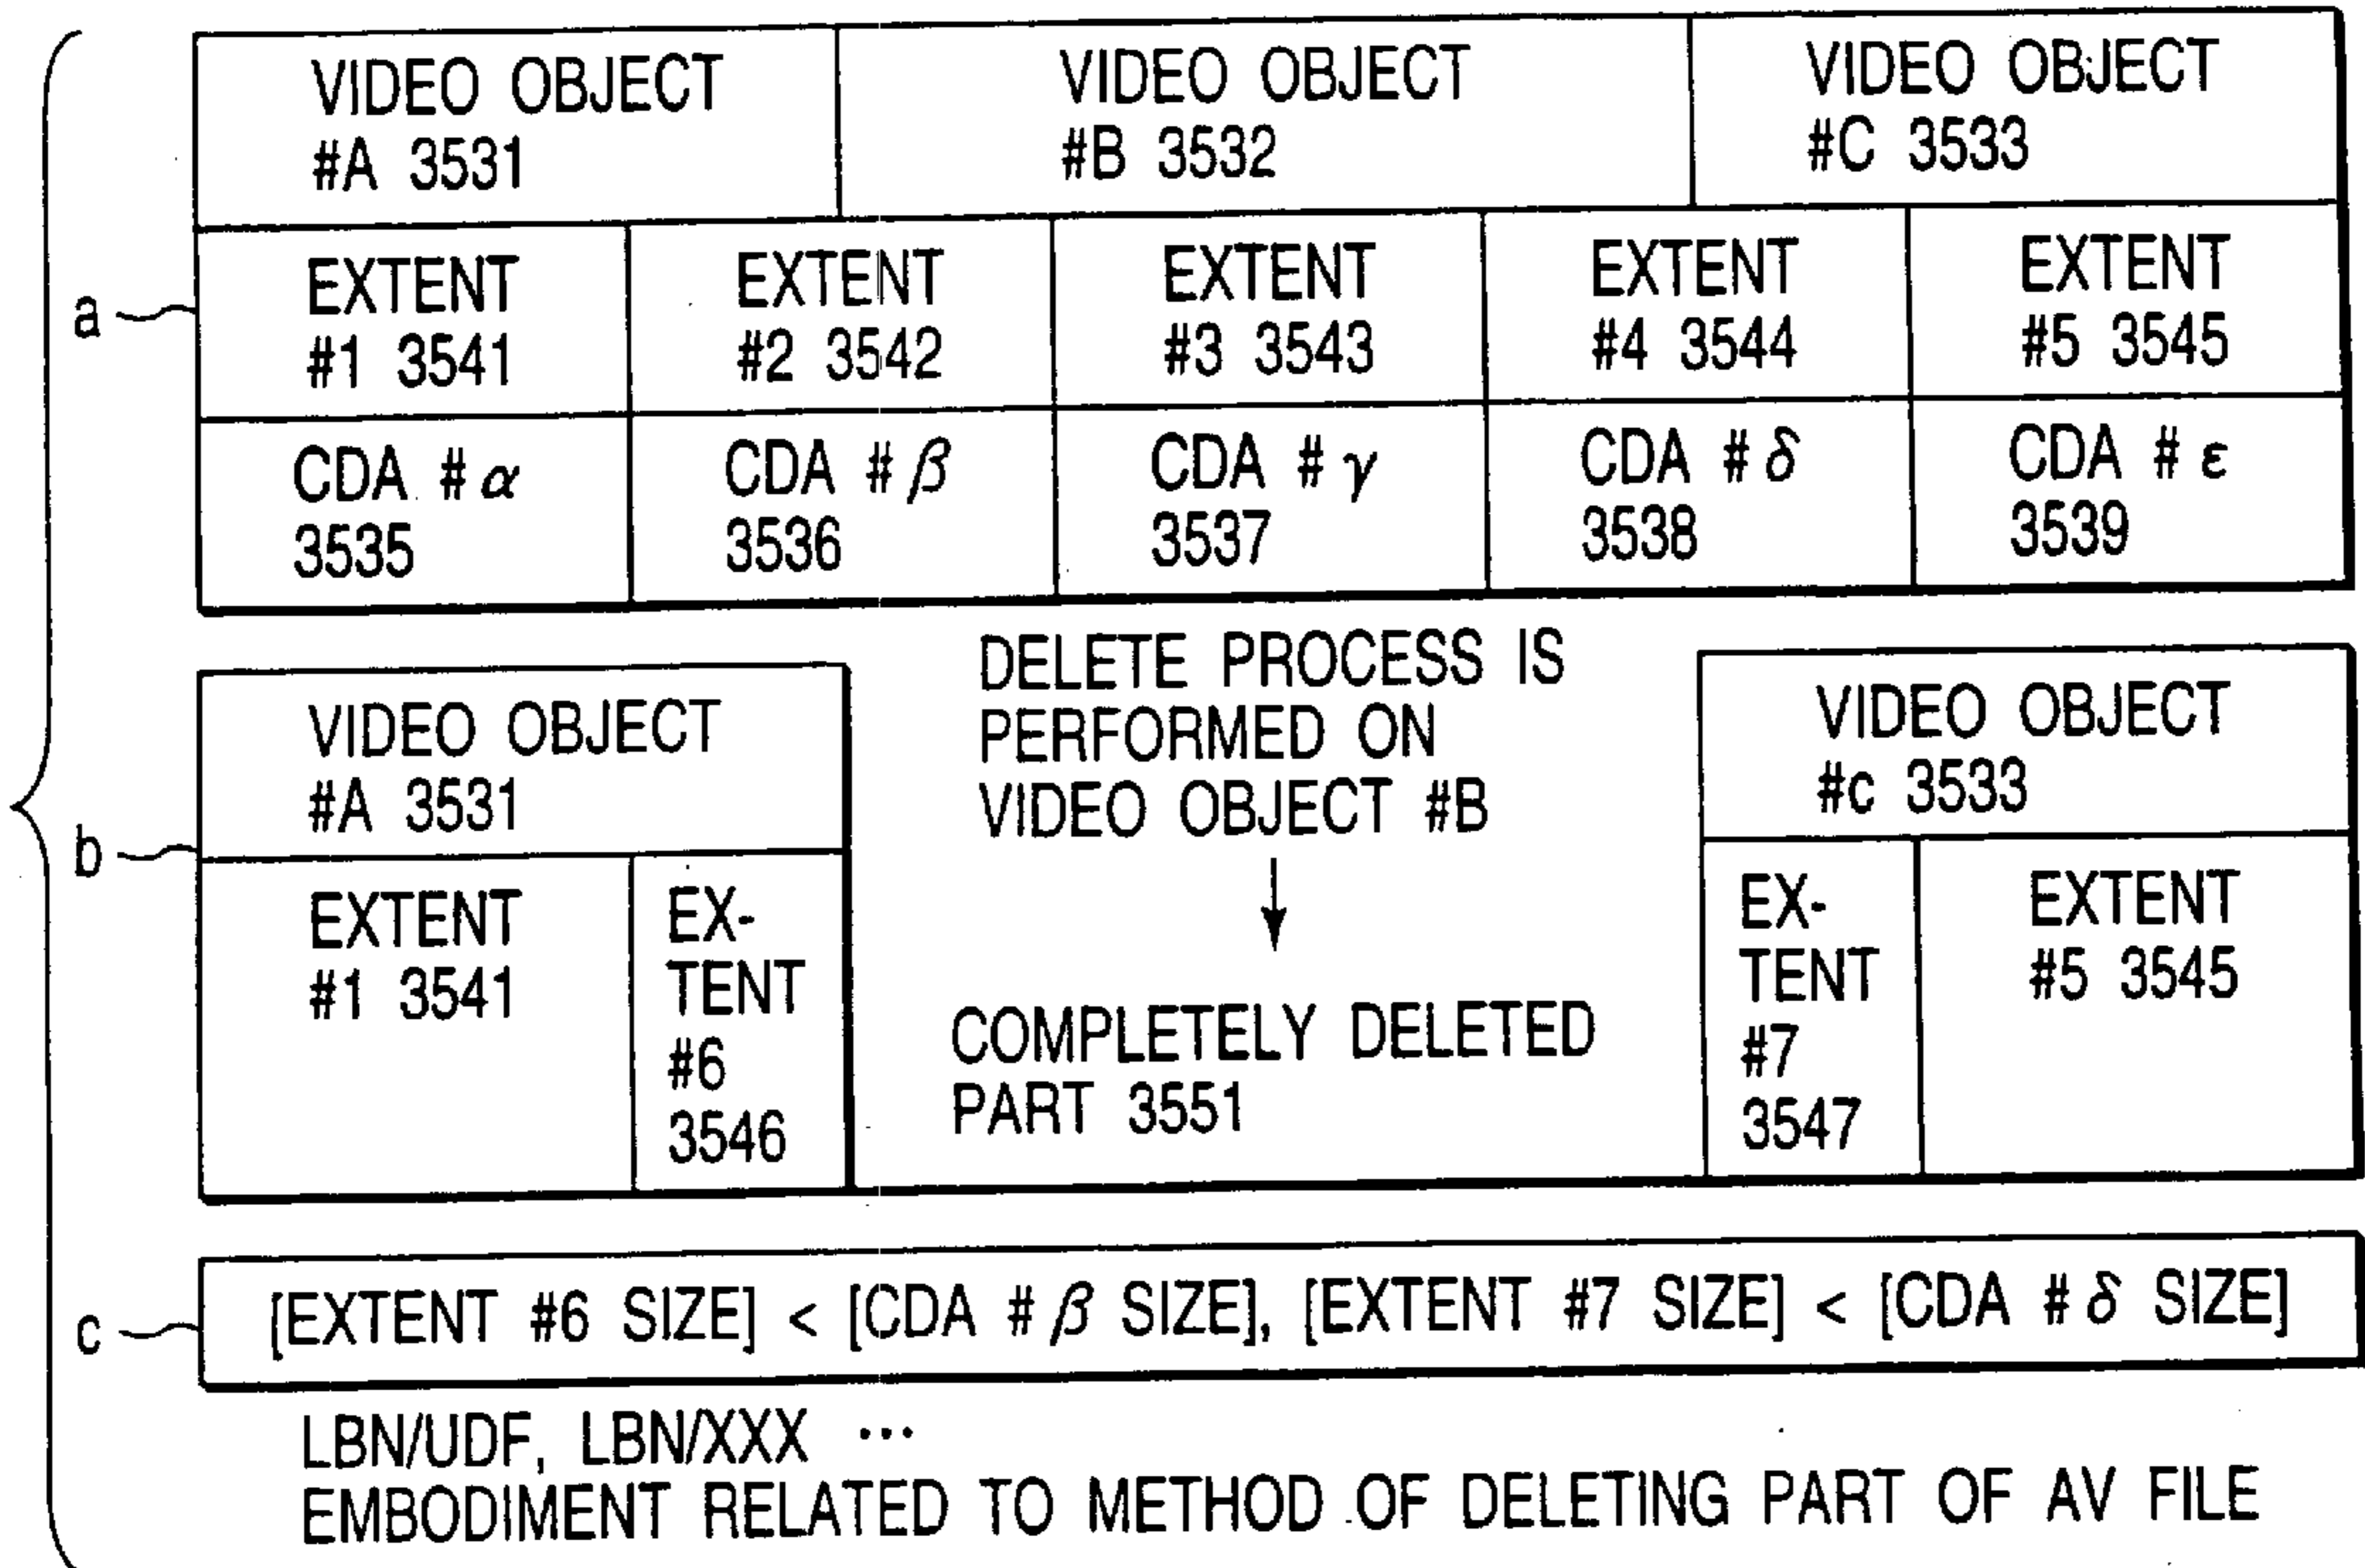 VIDEO OBJECT
#A 3531
VIDEO OBJECT
#B 3532
VIDEO OBJECT
#C 3533
a
EXTENT
#1 3541
EXTENT
#2 3542
EXTENT
#3 3543
EXTENT
#4 3544
EXTENT
#5 3545
CDA #α
3535
CDA #β
3536
CDA #γ
3537
CDA #δ
3538
CDA #ε
3539
b
VIDEO OBJECT
#A 3531
EXTENT
#1 3541
EX-
TENT
#6
3546
DELETE PROCESS IS
PERFORMED ON
VIDEO OBJECT #B
COMPLETELY DELETED
PART 3551
VIDEO OBJECT
#c 3533
EX-
TENT
#7
3547
EXTENT
#5 3545
c
[EXTENT #6 SIZE] < [CDA #β SIZE], [EXTENT #7 SIZE] < [CDA #δ SIZE]
LBN/UDF, LBN/XXX ···
EMBODIMENT RELATED TO METHOD OF DELETING PART OF AV FILE